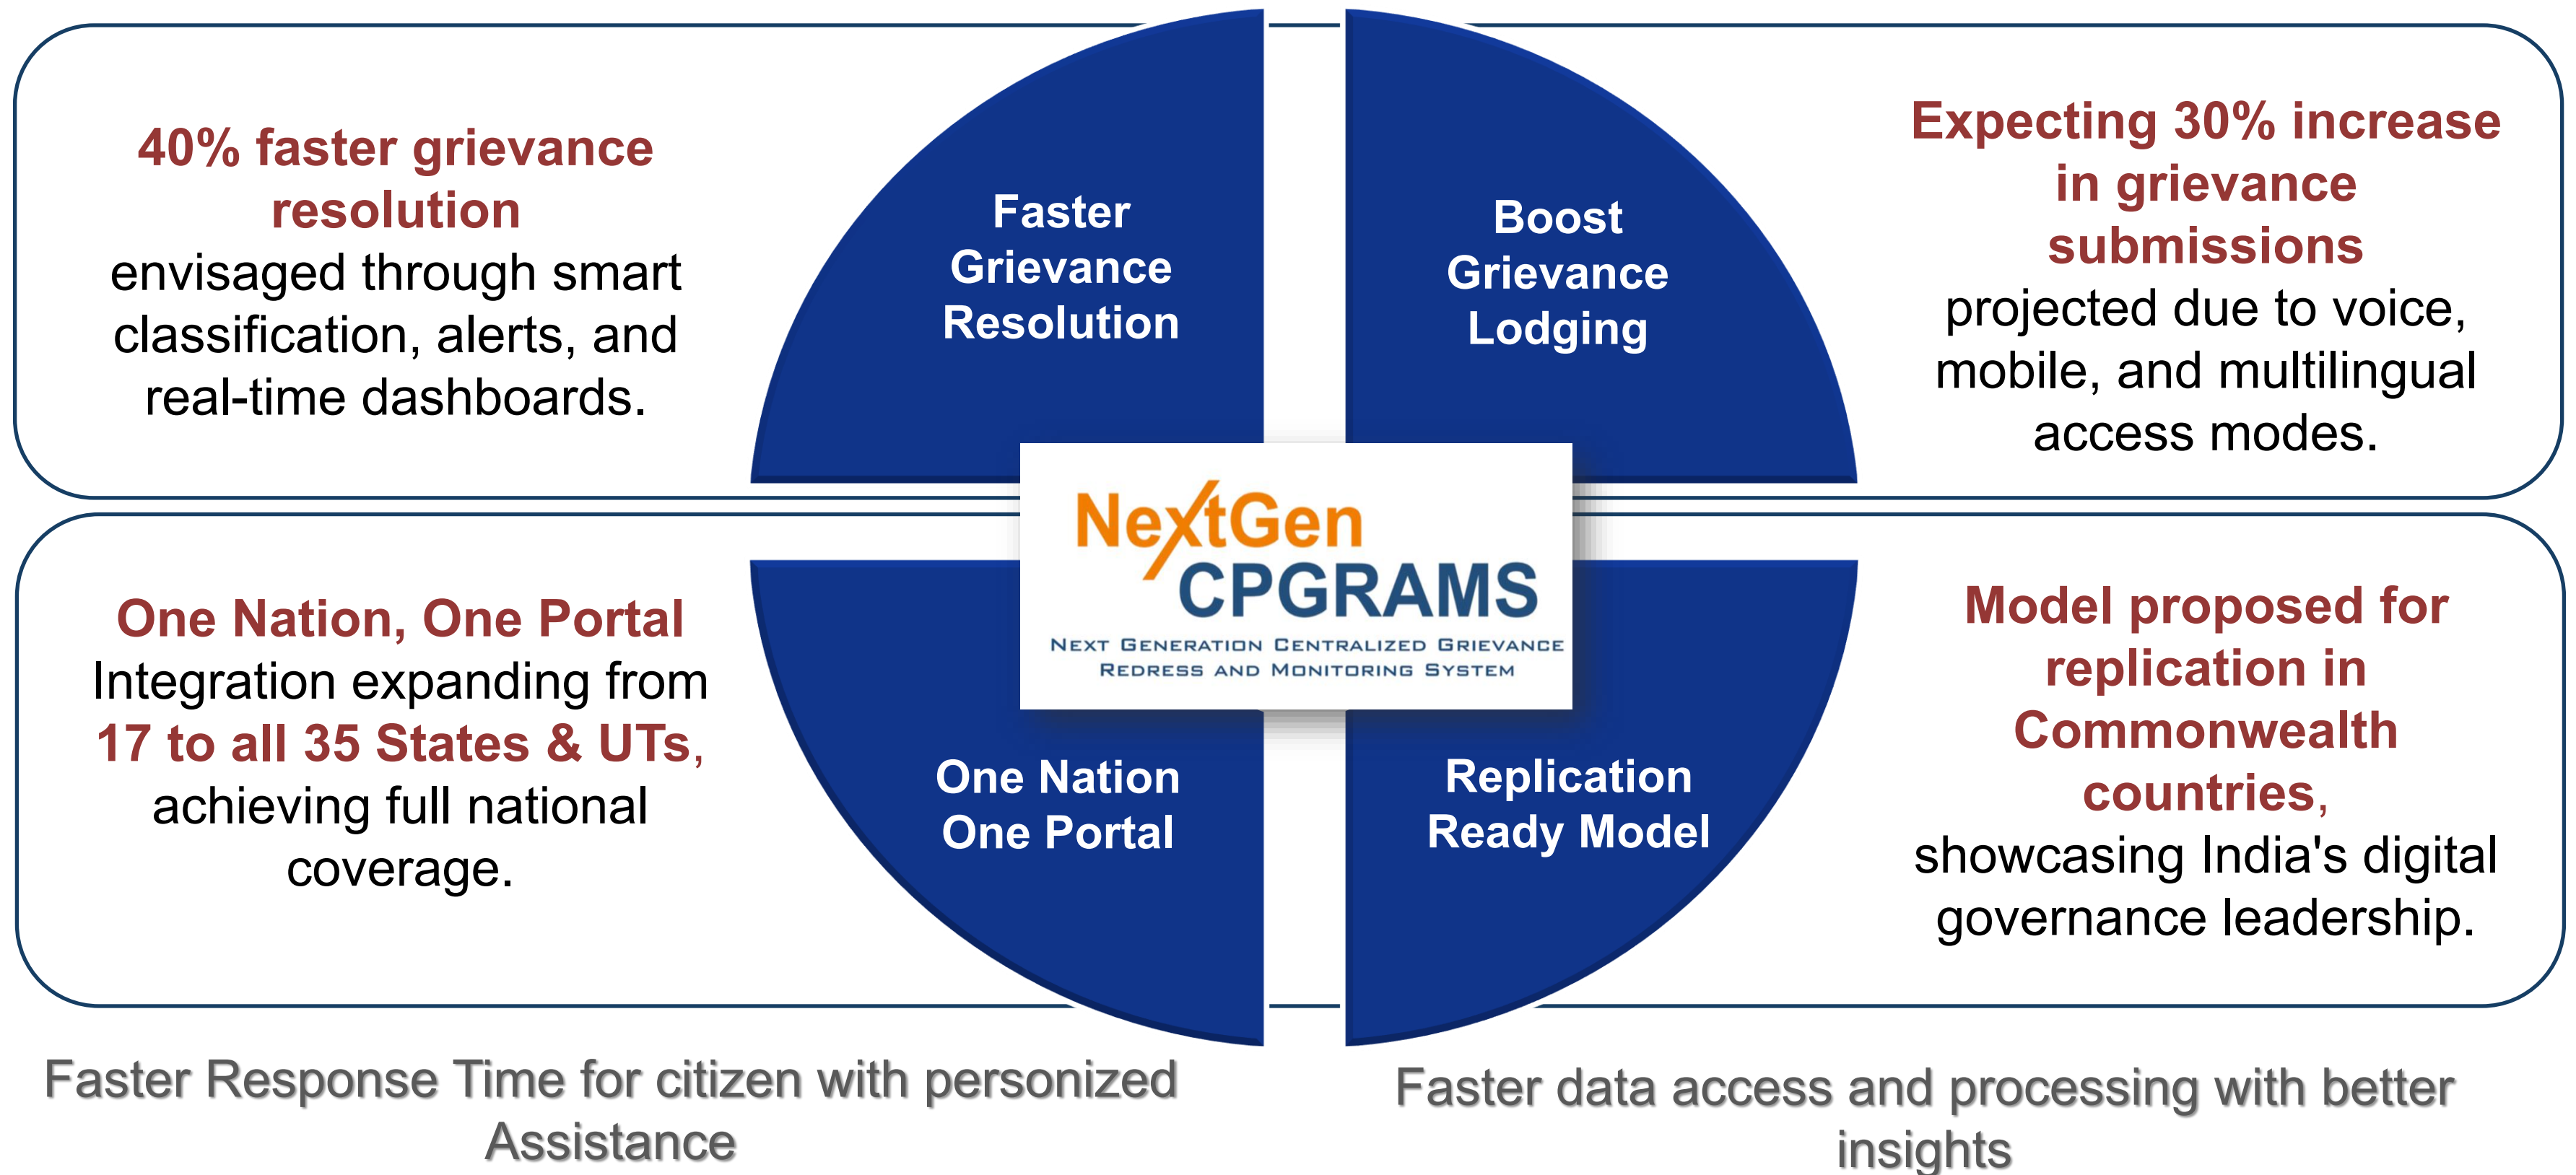 40% faster grievance
resolution
envisaged through smart
classification, alerts, and
real-time dashboards.
Faster
Grievance
Resolution
Boost
Grievance
Lodging
Expecting 30% increase
in grievance
submissions
projected due to voice,
mobile, and multilingual
access modes.
NextGen
CPGRAMS
NEXT GENERATION CENTRALIZED GRIEVANCE
REDRESS AND MONITORING SYSTEM
One Nation, One Portal
Integration expanding from
17 to all 35 States & UTs,
achieving full national
coverage.
One Nation
One Portal
Replication
Ready Model
Model proposed for
replication in
Commonwealth
countries,
showcasing India's digital
governance leadership.
Faster Response Time for citizen with personized
Assistance
Faster data access and processing with better
insights